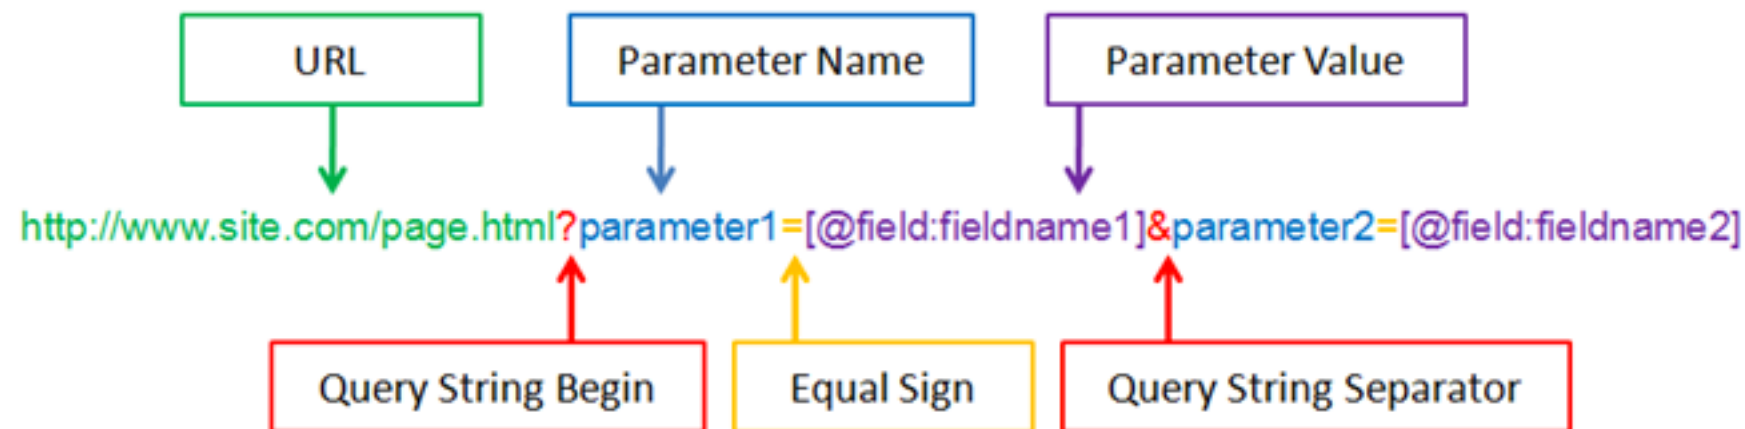 URL
Parameter Name
Parameter Value
http://www.site.com/page.html?parameter1=[@field:fieldname1]&parameter2=[@field:fieldname2]
Query String Begin
Equal Sign
Query String Separator